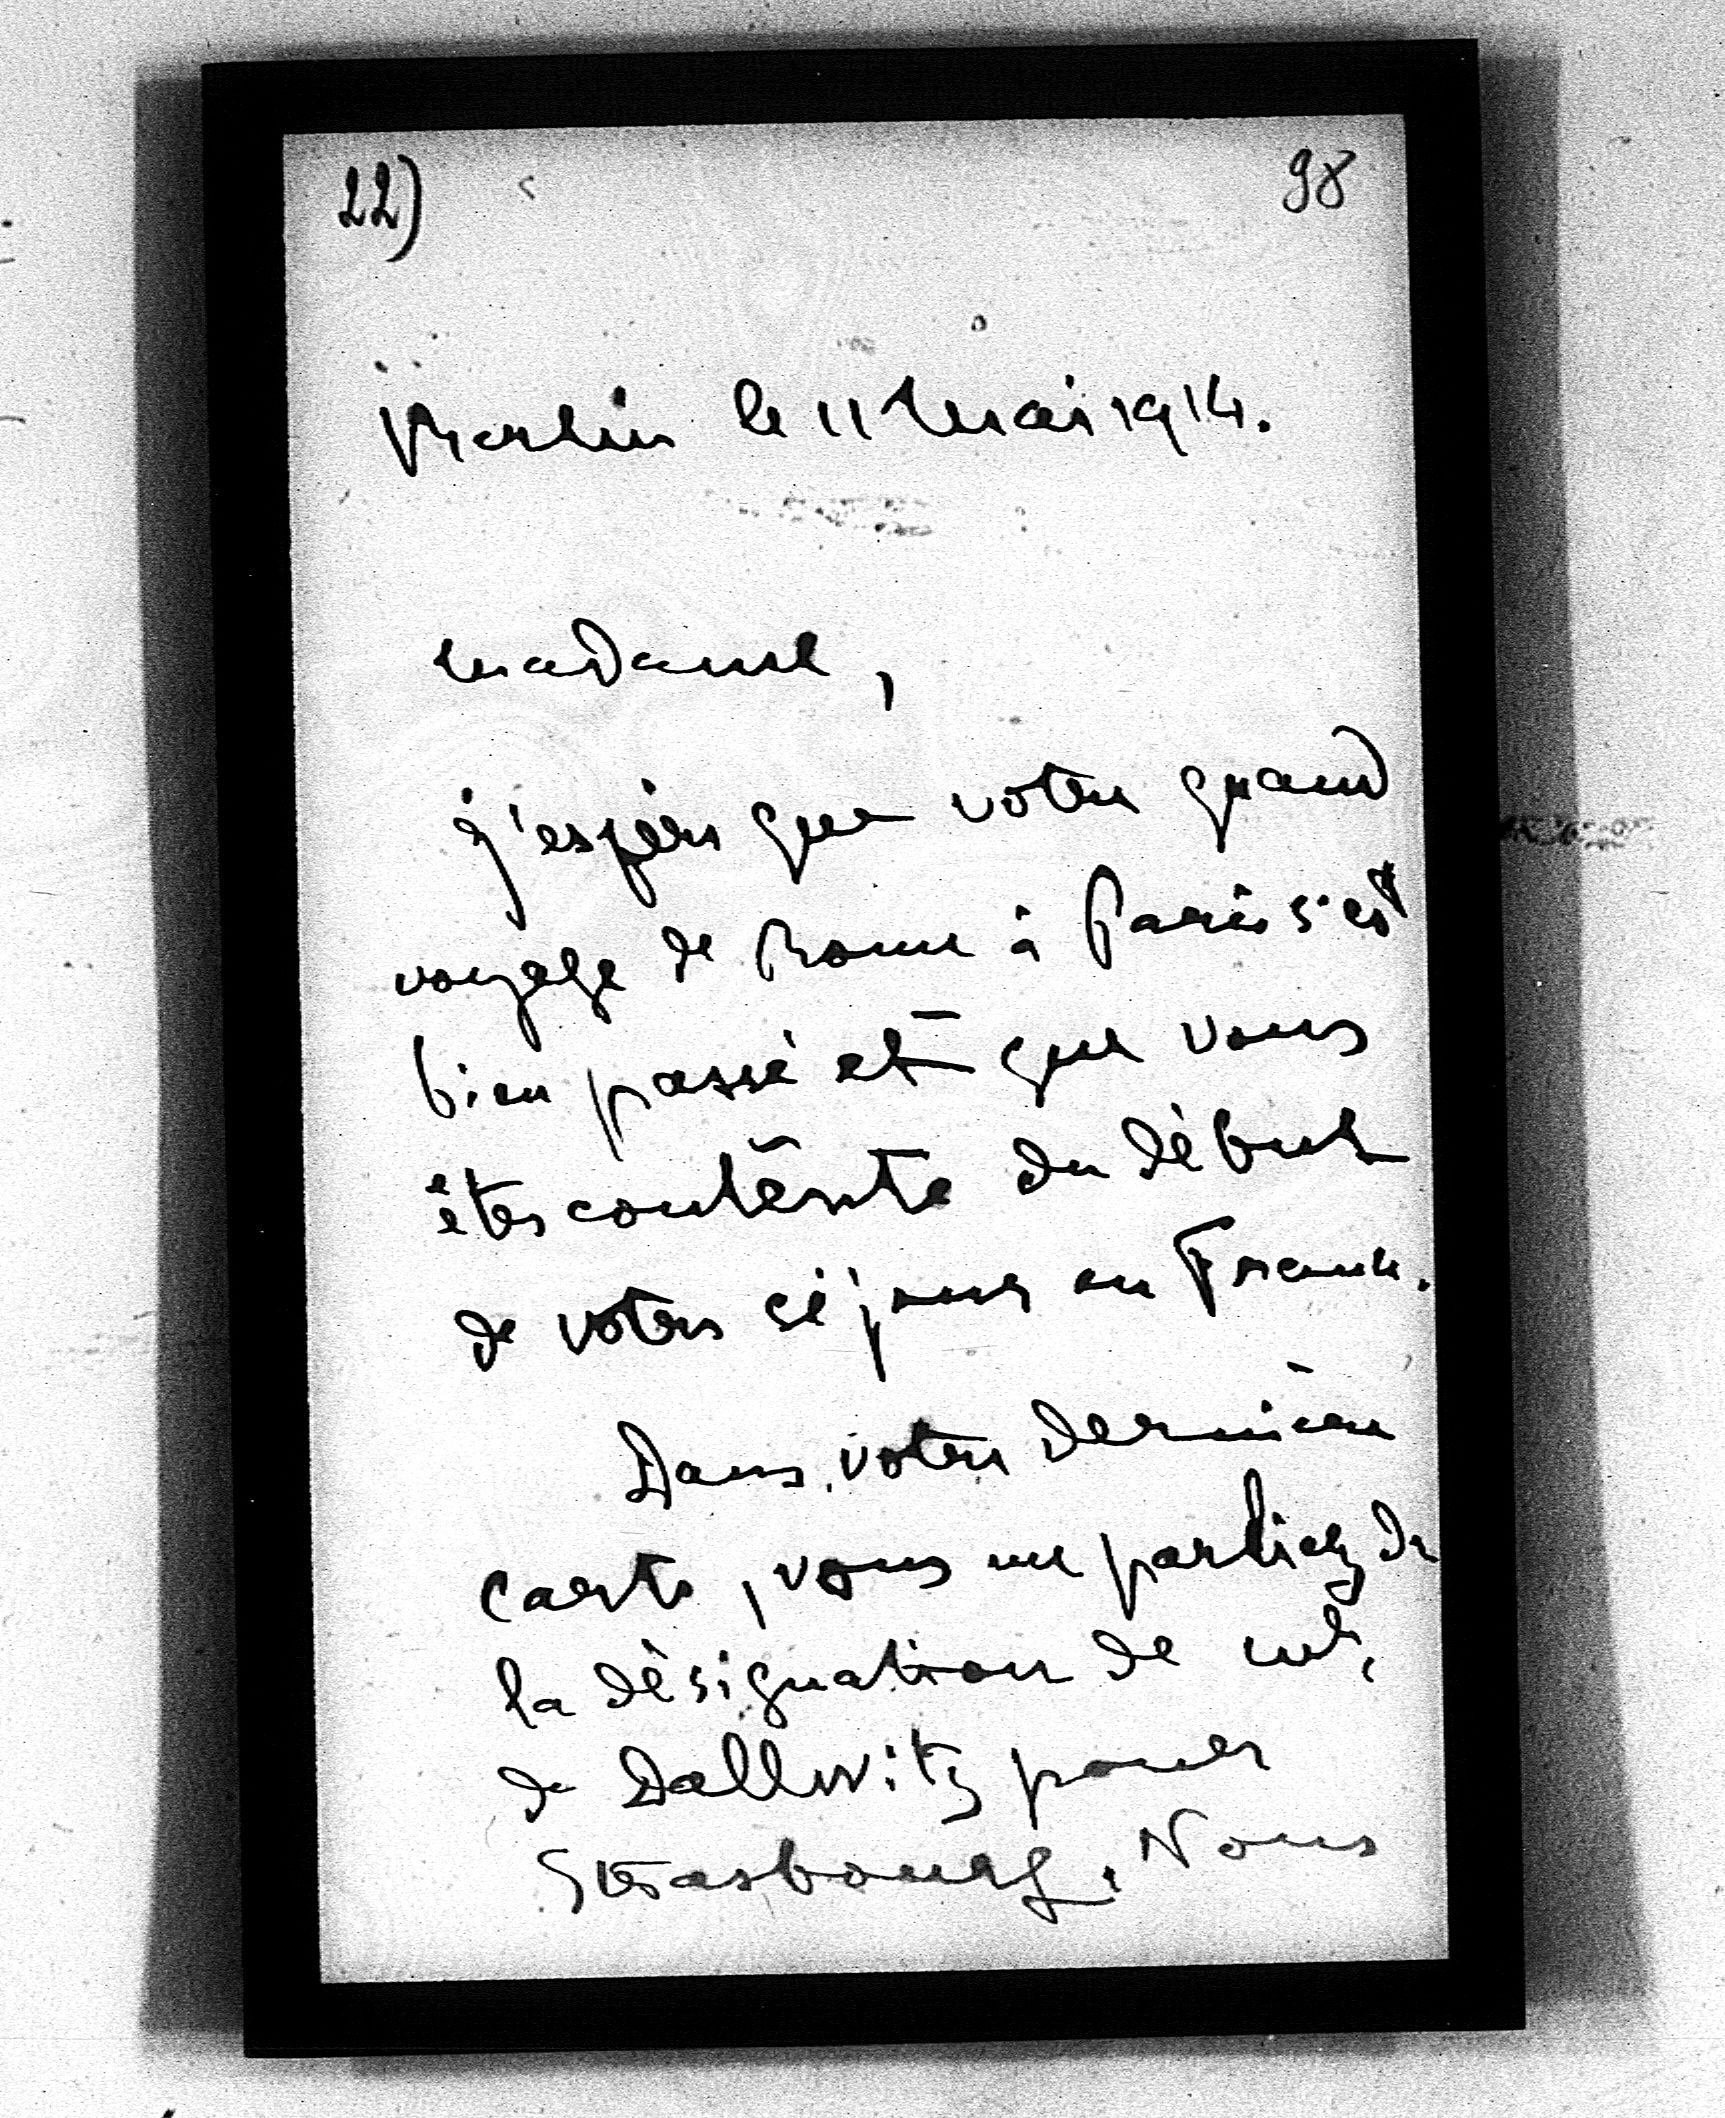 22) 98
Berlin le 11 Mai 1914.
Madame,
j'espère que votre grand
voyage de Rome à Paris s'est
bien passé et que vous
êtes contente du début
de votre séjour en France.
Dans votre dernière
carte, vous me parliez de
la désignation de M.
de Dallwitz pour
Strasbourg. Nous